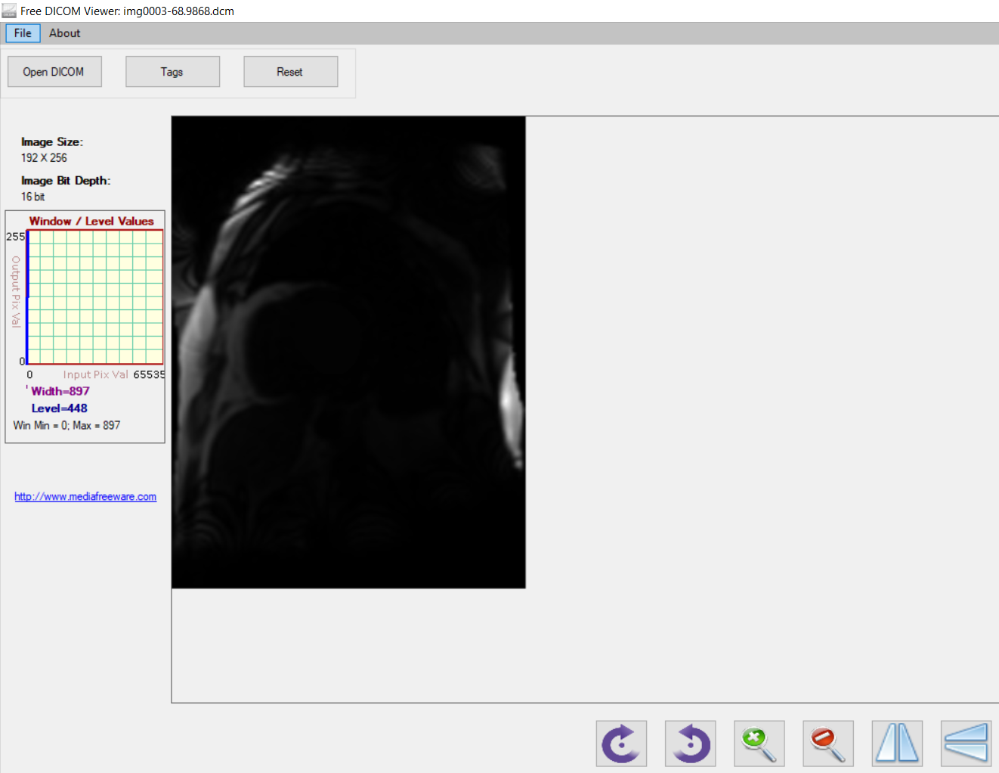 Free DICOM Viewer: img0003-68.9868.dcm
File About
Open DICOM Tags Reset
Image Size:
192 X 256
Image Bit Depth:
16 bit
Window / Level Values
255
Output Pix Val
0
0 Input Pix Val 65535
Width=897
Level=448
Win Min = 0; Max = 897
http://www.mediafreeware.com